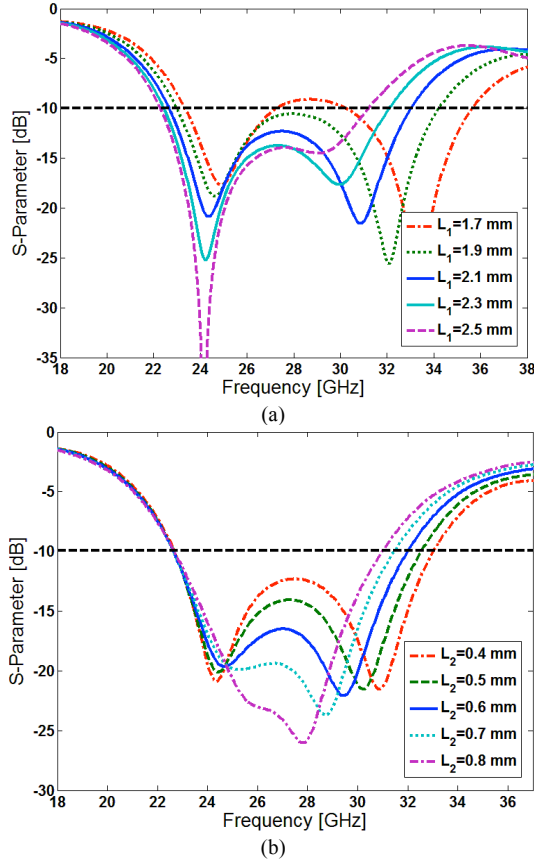 0
-5
-10
-15
-20
-25
-30
-35
S-Parameter [dB]
L1=1.7 mm
L1=1.9 mm
L1=2.1 mm
L1=2.3 mm
L1=2.5 mm
18 20 22 24 26 28 30 32 34 36 38
Frequency [GHz]
(a)
0
-5
-10
-15
-20
-25
-30
S-Parameter [dB]
L2=0.4 mm
L2=0.5 mm
L2=0.6 mm
L2=0.7 mm
L2=0.8 mm
18 20 22 24 26 28 30 32 34 36
Frequency [GHz]
(b)